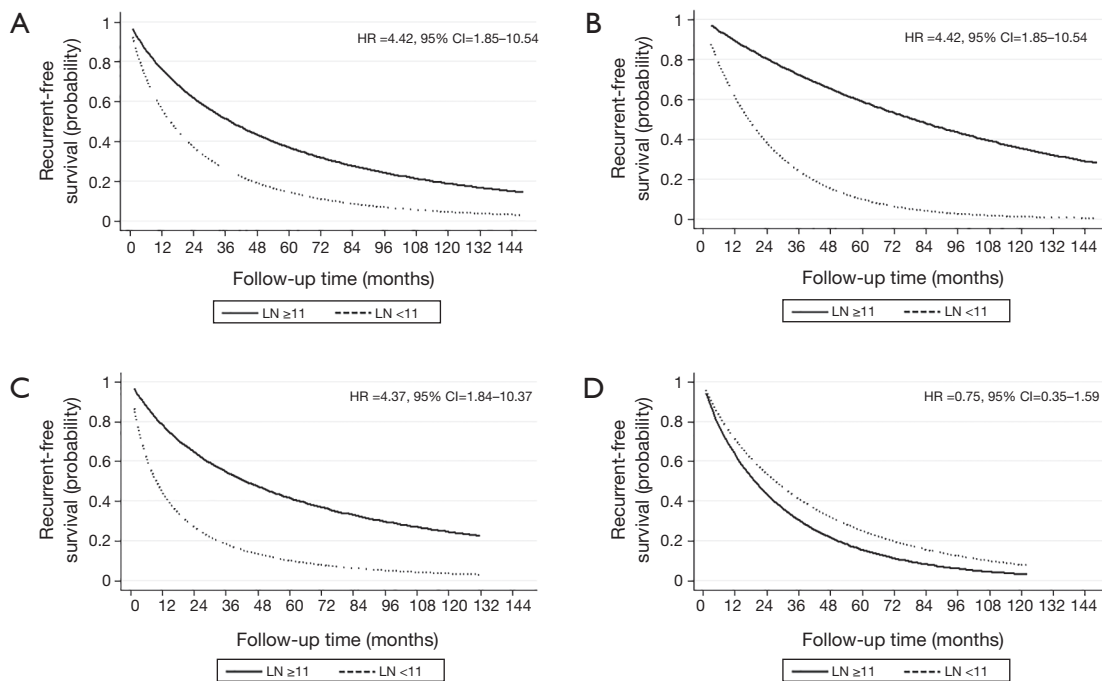 A
HR =4.42, 95% CI=1.85–10.54
Recurrent-free
survival (probability)
1
0.8
0.6
0.4
0.2
0
0 12 24 36 48 60 72 84 96 108 120 132 144
Follow-up time (months)
LN ≥11 LN <11
B
HR =4.42, 95% CI=1.85–10.54
Recurrent-free
survival (probability)
1
0.8
0.6
0.4
0.2
0
0 12 24 36 48 60 72 84 96 108 120 132 144
Follow-up time (months)
LN ≥11 LN <11
C
HR =4.37, 95% CI=1.84–10.37
Recurrent-free
survival (probability)
1
0.8
0.6
0.4
0.2
0
0 12 24 36 48 60 72 84 96 108 120 132 144
Follow-up time (months)
LN ≥11 LN <11
D
HR =0.75, 95% CI=0.35–1.59
Recurrent-free
survival (probability)
1
0.8
0.6
0.4
0.2
0
0 12 24 36 48 60 72 84 96 108 120 132 144
Follow-up time (months)
LN ≥11 LN <11